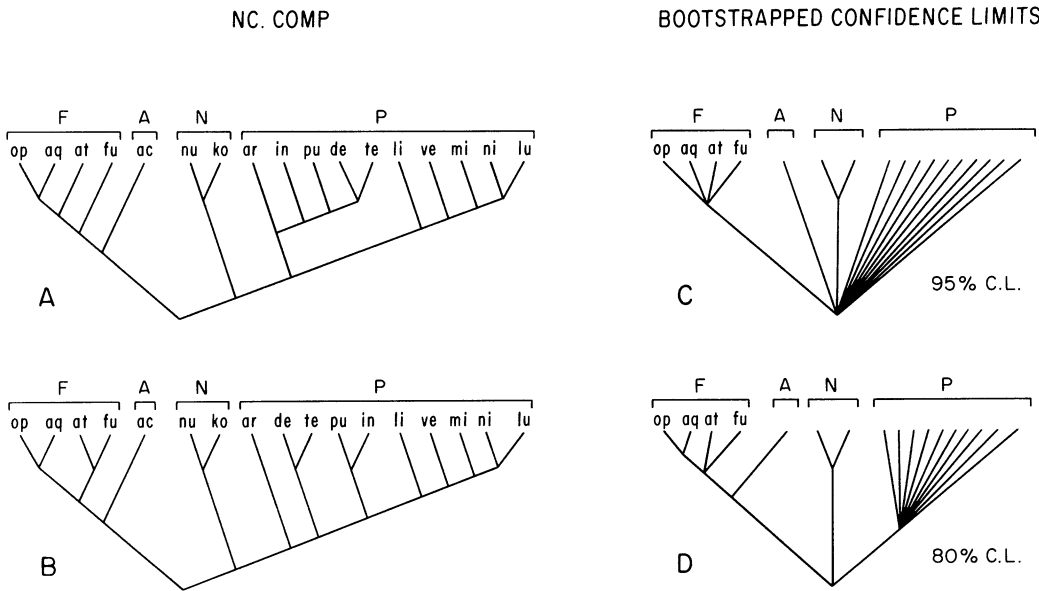 NC. COMP
BOOTSTRAPPED CONFIDENCE LIMITS
F A N P
op aq at fu ac nu ko ar in pu de te li ve mi ni lu
A
F A N P
op aq at fu
C
95% C.L.
F A N P
op aq at fu ac nu ko ar de te pu in li ve mi ni lu
B
F A N P
op aq at fu
D
80% C.L.